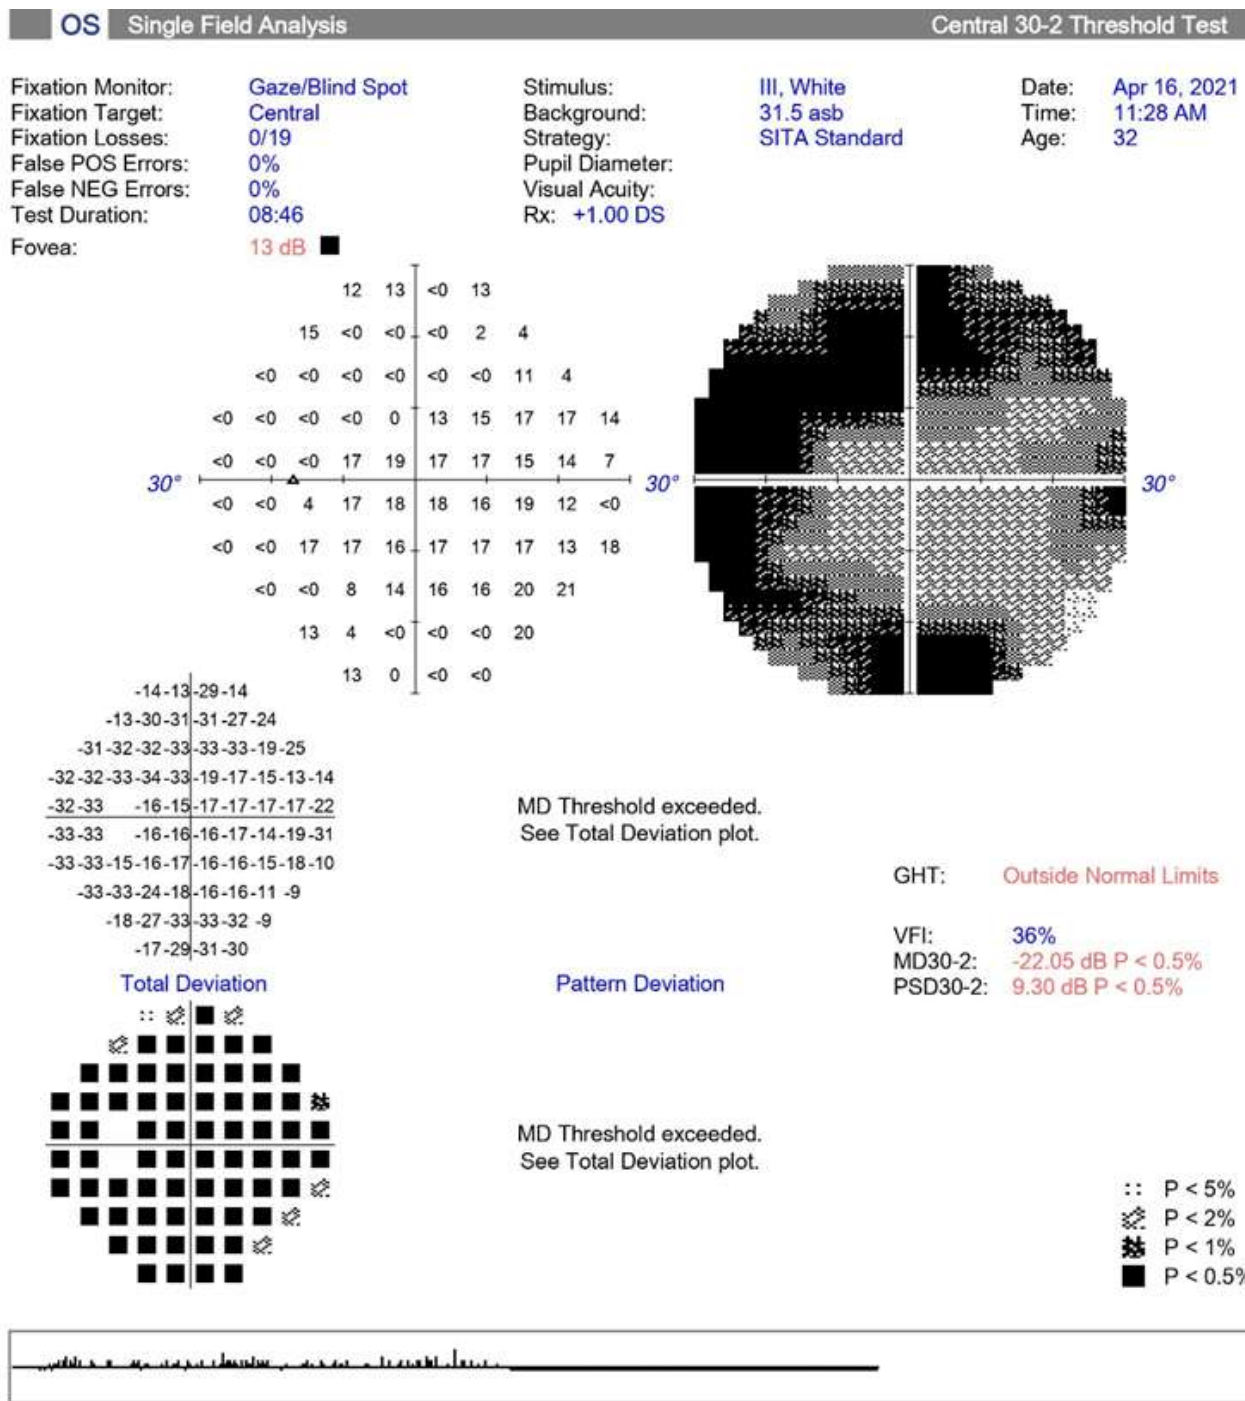 OS Single Field Analysis Central 30-2 Threshold Test
Fixation Monitor: Gaze/Blind Spot Stimulus: III, White Date: Apr 16, 2021
Fixation Target: Central Background: 31.5 asb Time: 11:28 AM
Fixation Losses: 0/19 Strategy: SITA Standard Age: 32
False POS Errors: 0% Pupil Diameter:
False NEG Errors: 0% Visual Acuity:
Test Duration: 08:46 Rx: +1.00 DS
Fovea: 13 dB
12 13 <0 13
15 <0 <0 <0 2 4
<0 <0 <0 <0 <0 <0 11 4
<0 <0 <0 <0 0 13 15 17 17 14
<0 <0 <0 17 19 17 17 15 14 7
30° 30° 30°
<0 <0 4 17 18 18 16 19 12 <0
<0 <0 17 17 16 17 17 17 13 18
<0 <0 8 14 16 16 20 21
13 4 <0 <0 <0 20
13 0 <0 <0
-14 -13 -29 -14
-13 -30 -31 -31 -27 -24
-31 -32 -32 -33 -33 -33 -19 -25
-32 -32 -33 -34 -33 -19 -17 -15 -13 -14
-32 -33 -16 -15 -17 -17 -17 -17 -22
-33 -33 -16 -16 -16 -17 -14 -19 -31
-33 -33 -15 -16 -17 -16 -16 -15 -18 -10
-33 -33 -24 -18 -16 -16 -11 -9
-18 -27 -33 -33 -32 -9
-17 -29 -31 -30
MD Threshold exceeded.
See Total Deviation plot.
GHT: Outside Normal Limits
VFI: 36%
MD30-2: -22.05 dB P < 0.5%
PSD30-2: 9.30 dB P < 0.5%
Total Deviation Pattern Deviation
MD Threshold exceeded.
See Total Deviation plot.
:: P < 5%
P < 2%
P < 1%
P < 0.5%